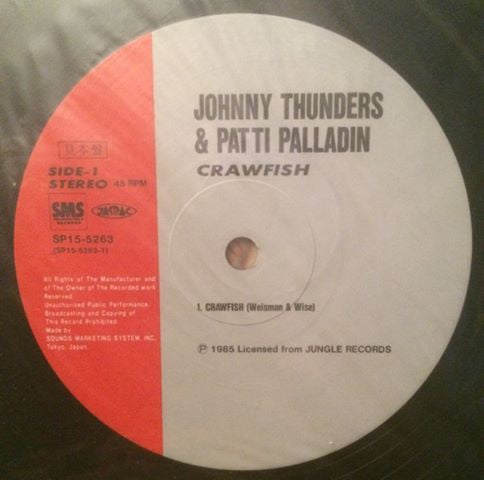 JOHNNY THUNDERS
& PATTI PALLADIN
CRAWFISH
見本盤
SIDE-1
STEREO 45 RPM
SMS
RECORDS
SP15-5263
(SP15-5263-1)
All Rights of The Manufacturer and
of The Owner of The Recorded work
Reserved.
Unauthorized Public Performance,
Broadcasting and Copying of
This Record Prohibited.
Made by
SOUNDS MARKETING SYSTEM, INC.
Tokyo, Japan.
1. CRAWFISH (Weisman & Wise)
Ⓟ 1985 Licensed from JUNGLE RECORDS